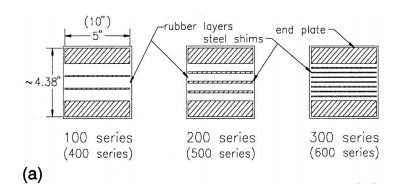 (10")
5"
rubber layers
steel shims
end plate
~4.38"
100 series
(400 series)
200 series
(500 series)
300 series
(600 series)
(a)